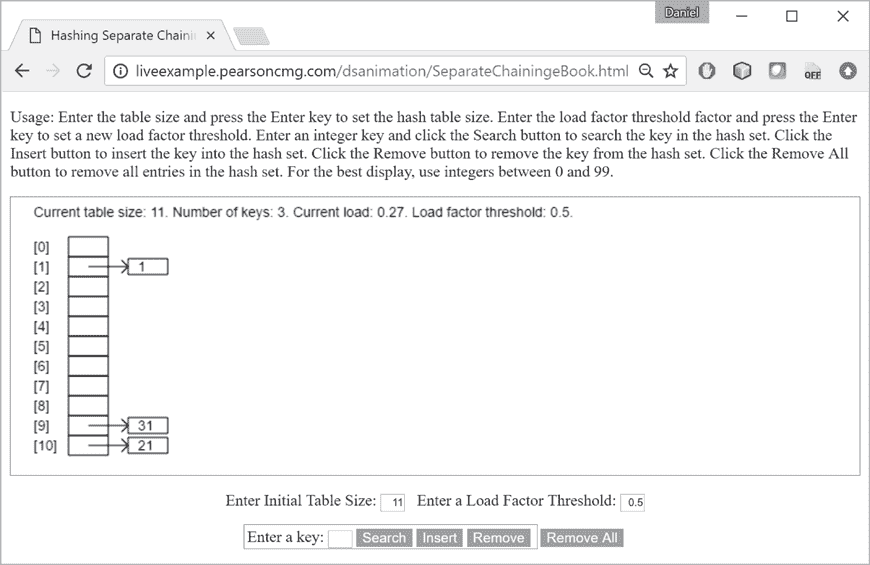 Daniel
Hashing Separate Chaini
liveexample.pearsoncmg.com/dsanimation/SeparateChainingeBook.html
OFF
Usage: Enter the table size and press the Enter key to set the hash table size. Enter the load factor threshold factor and press the Enter
key to set a new load factor threshold. Enter an integer key and click the Search button to search the key in the hash set. Click the
Insert button to insert the key into the hash set. Click the Remove button to remove the key from the hash set. Click the Remove All
button to remove all entries in the hash set. For the best display, use integers between 0 and 99.
Current table size: 11. Number of keys: 3. Current load: 0.27. Load factor threshold: 0.5.
[0]
[1] 1
[2]
[3]
[4]
[5]
[6]
[7]
[8]
[9] 31
[10] 21
Enter Initial Table Size: 11 Enter a Load Factor Threshold: 0.5
Enter a key: Search Insert Remove Remove All